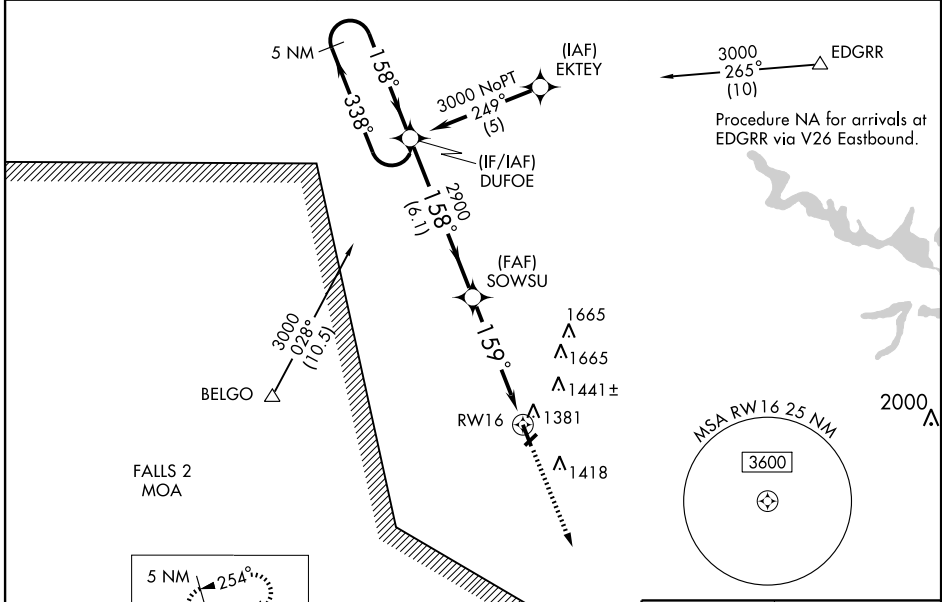 5 NM
158°
338°
(IAF)
EKTEY
3000 NoPT
249°
(5)
3000
265°
(10)
EDGRR
Procedure NA for arrivals at
EDGRR via V26 Eastbound.
(IF/IAF)
DUFOE
2900
158°
(6.1)
(FAF)
SOWSU
159°
3000
028°
(10.5)
BELGO
1665
1665
1441±
1381
RW16
1418
2000
MSA RW16 25 NM
3600
FALLS 2
MOA
5 NM
254°